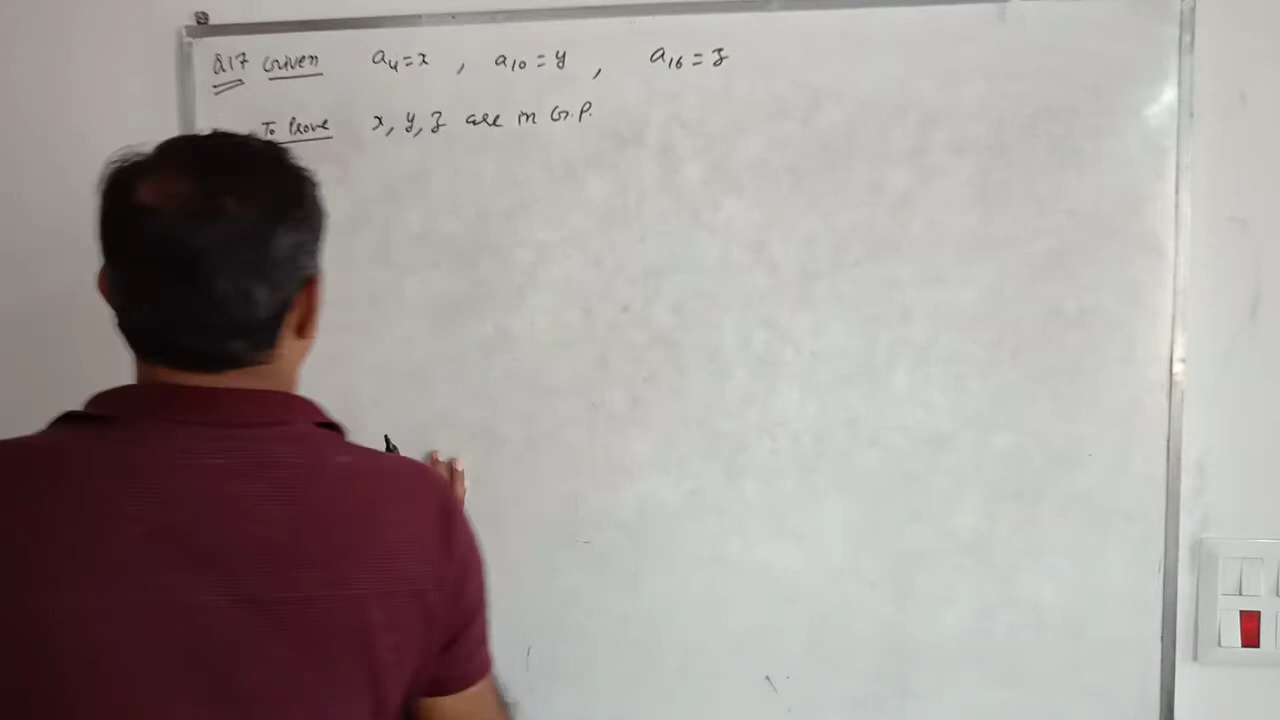 Q17 Given a₄=x , a₁₀=y , a₁₆=z
To Prove x, y, z are in G.P.